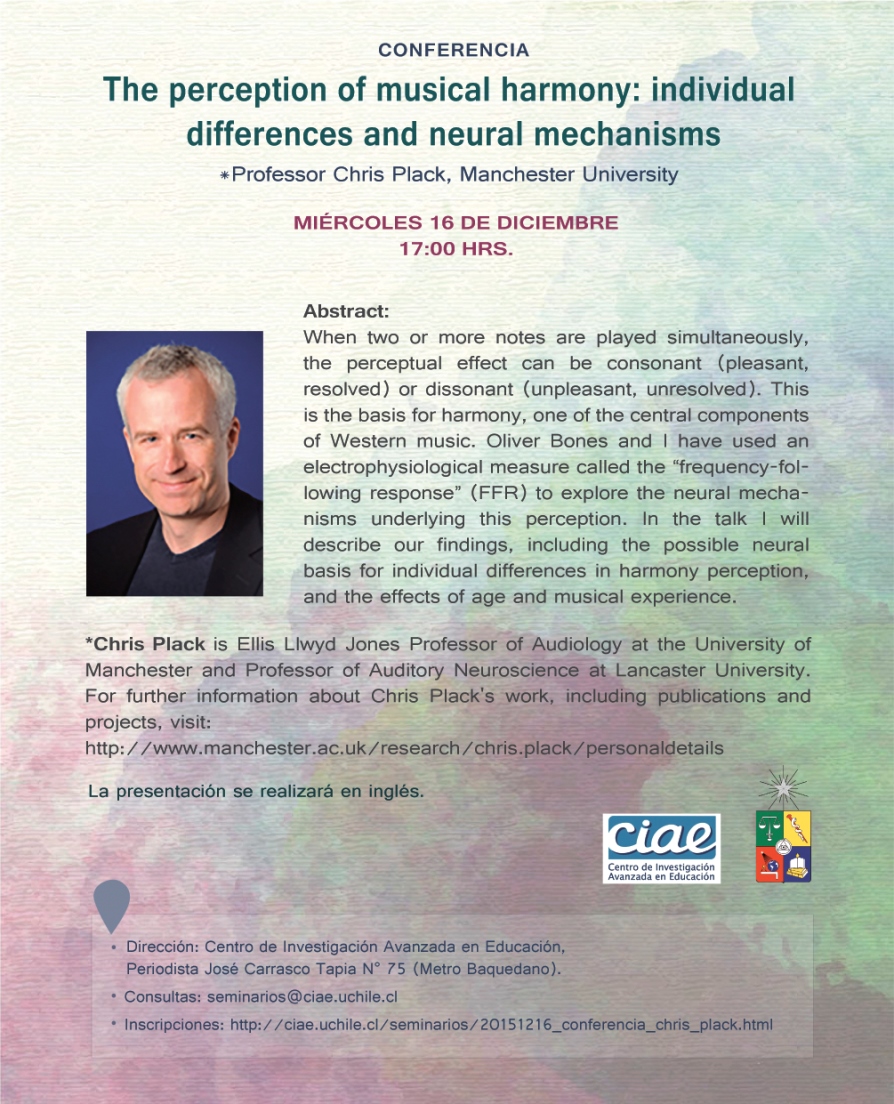 CONFERENCIA
The perception of musical harmony: individual
differences and neural mechanisms
*Professor Chris Plack, Manchester University
MIÉRCOLES 16 DE DICIEMBRE
17:00 HRS.
Abstract:
When two or more notes are played simultaneously,
the perceptual effect can be consonant (pleasant,
resolved) or dissonant (unpleasant, unresolved). This
is the basis for harmony, one of the central components
of Western music. Oliver Bones and I have used an
electrophysiological measure called the “frequency-fol-
lowing response” (FFR) to explore the neural mecha-
nisms underlying this perception. In the talk I will
describe our findings, including the possible neural
basis for individual differences in harmony perception,
and the effects of age and musical experience.
*Chris Plack is Ellis Llwyd Jones Professor of Audiology at the University of
Manchester and Professor of Auditory Neuroscience at Lancaster University.
For further information about Chris Plack's work, including publications and
projects, visit:
http://www.manchester.ac.uk/research/chris.plack/personaldetails
La presentación se realizará en inglés.
ciae
Centro de Investigación
Avanzada en Educación
• Dirección: Centro de Investigación Avanzada en Educación,
Periodista José Carrasco Tapia N° 75 (Metro Baquedano).
• Consultas: seminarios@ciae.uchile.cl
• Inscripciones: http://ciae.uchile.cl/seminarios/20151216_conferencia_chris_plack.html